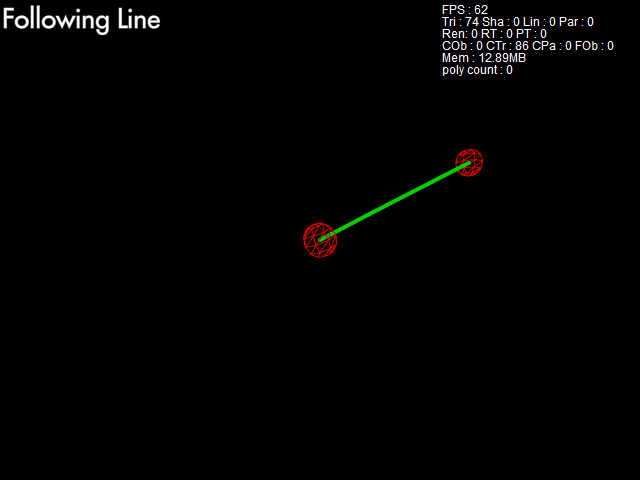 Following Line
FPS : 62
Tri : 74 Sha : 0 Lin : 0 Par : 0
Ren: 0 RT : 0 PT : 0
COb : 0 CTr : 86 CPa : 0 FOb : 0
Mem : 12.89MB
poly count : 0